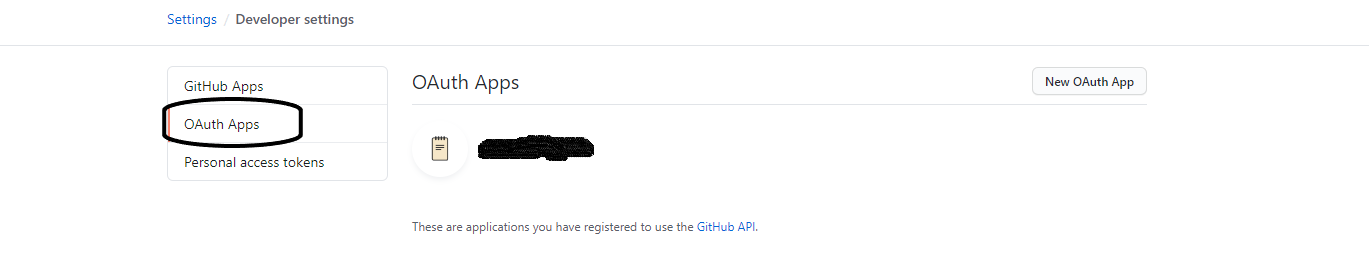 Settings / Developer settings
GitHub Apps
OAuth Apps
Personal access tokens
OAuth Apps
New OAuth App
These are applications you have registered to use the GitHub API.